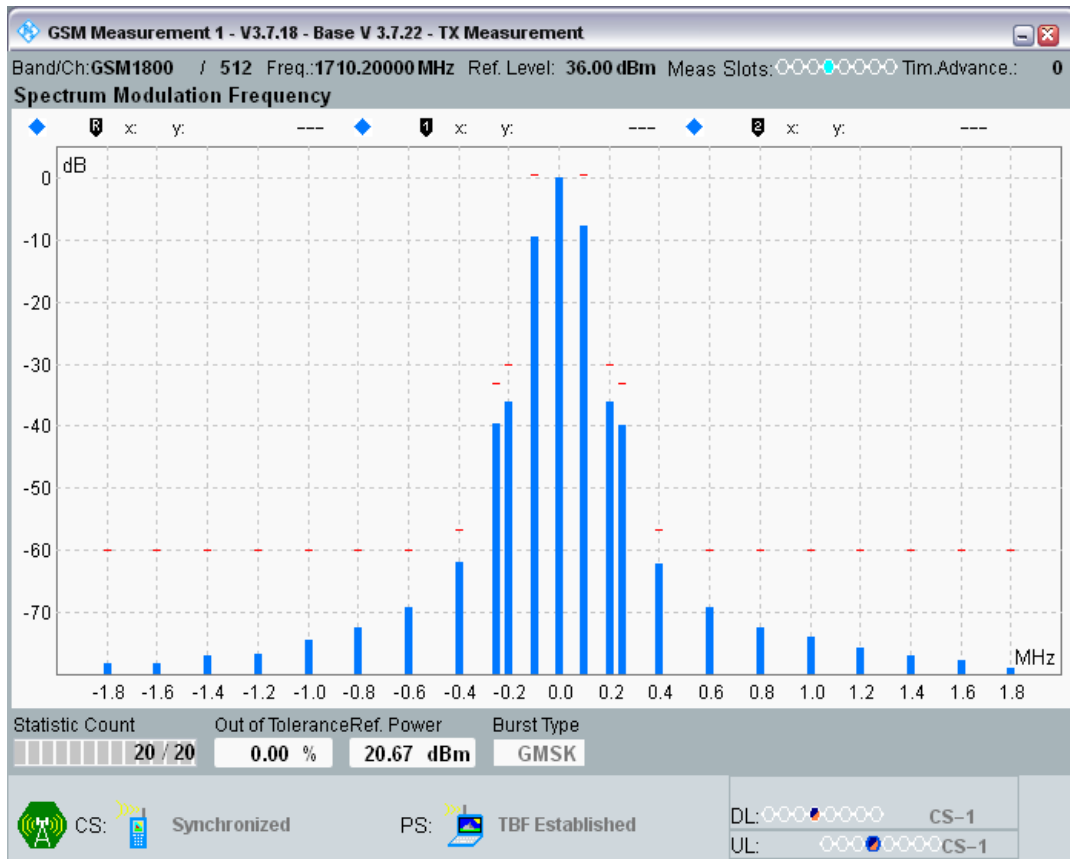 GSM Measurement 1 - V3.7.18 - Base V 3.7.22 - TX Measurement
Band/Ch:GSM1800 / 512 Freq.:1710.20000 MHz Ref. Level: 36.00 dBm Meas Slots: Tim.Advance.: 0
Spectrum Modulation Frequency
R x: y: --- 1 x: y: --- 2 x: y: ---
dB
0
-10
-20
-30
-40
-50
-60
-70
MHz
-1.8 -1.6 -1.4 -1.2 -1.0 -0.8 -0.6 -0.4 -0.2 0.0 0.2 0.4 0.6 0.8 1.0 1.2 1.4 1.6 1.8
Statistic Count Out of Tolerance Ref. Power Burst Type
20 / 20 0.00 % 20.67 dBm GMSK
CS: Synchronized PS: TBF Established
DL: CS-1
UL: CS-1